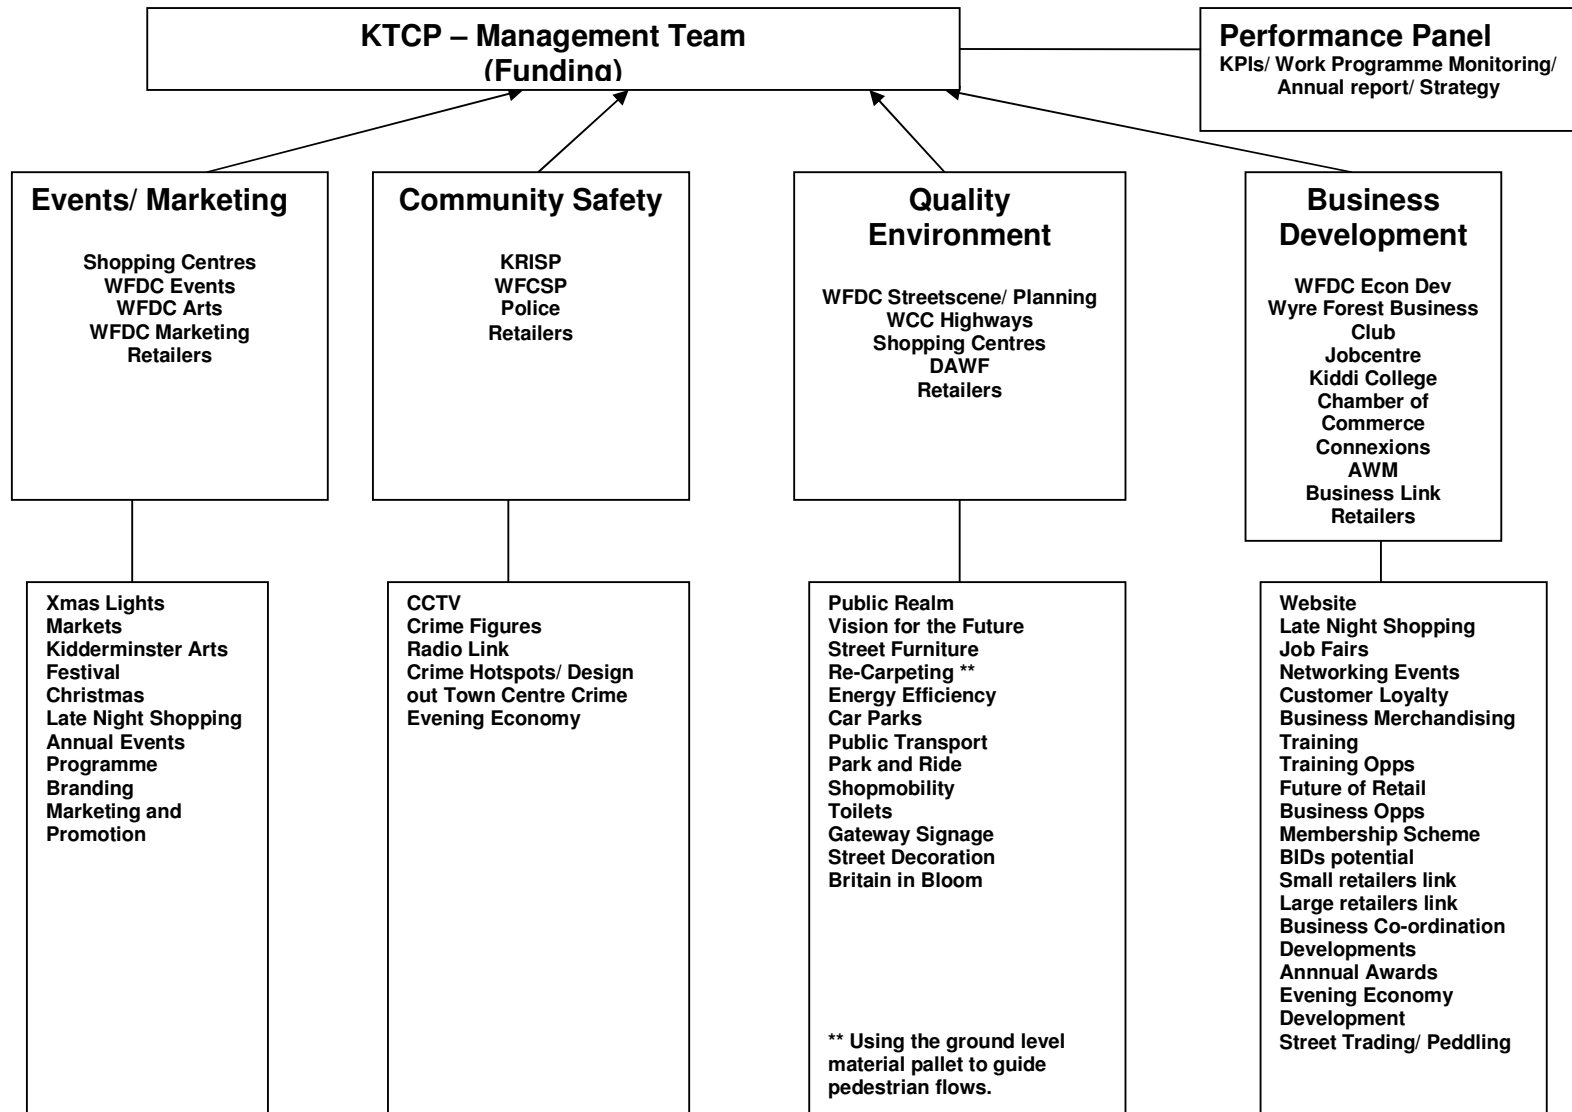 KTCP – Management Team
(Funding)
Performance Panel
KPIs/ Work Programme Monitoring/
Annual report/ Strategy
Events/ Marketing
Shopping Centres
WFDC Events
WFDC Arts
WFDC Marketing
Retailers
Community Safety
KRISP
WFCSP
Police
Retailers
Quality
Environment
WFDC Streetscene/ Planning
WCC Highways
Shopping Centres
DAWF
Retailers
Business
Development
WFDC Econ Dev
Wyre Forest Business
Club
Jobcentre
Kiddi College
Chamber of
Commerce
Connexions
AWM
Business Link
Retailers
Xmas Lights
Markets
Kidderminster Arts
Festival
Christmas
Late Night Shopping
Annual Events
Programme
Branding
Marketing and
Promotion
CCTV
Crime Figures
Radio Link
Crime Hotspots/ Design
out Town Centre Crime
Evening Economy
Public Realm
Vision for the Future
Street Furniture
Re-Carpeting **
Energy Efficiency
Car Parks
Public Transport
Park and Ride
Shopmobility
Toilets
Gateway Signage
Street Decoration
Britain in Bloom
** Using the ground level
material pallet to guide
pedestrian flows.
Website
Late Night Shopping
Job Fairs
Networking Events
Customer Loyalty
Business Merchandising
Training
Training Opps
Future of Retail
Business Opps
Membership Scheme
BIDs potential
Small retailers link
Large retailers link
Business Co-ordination
Developments
Annnual Awards
Evening Economy
Development
Street Trading/ Peddling